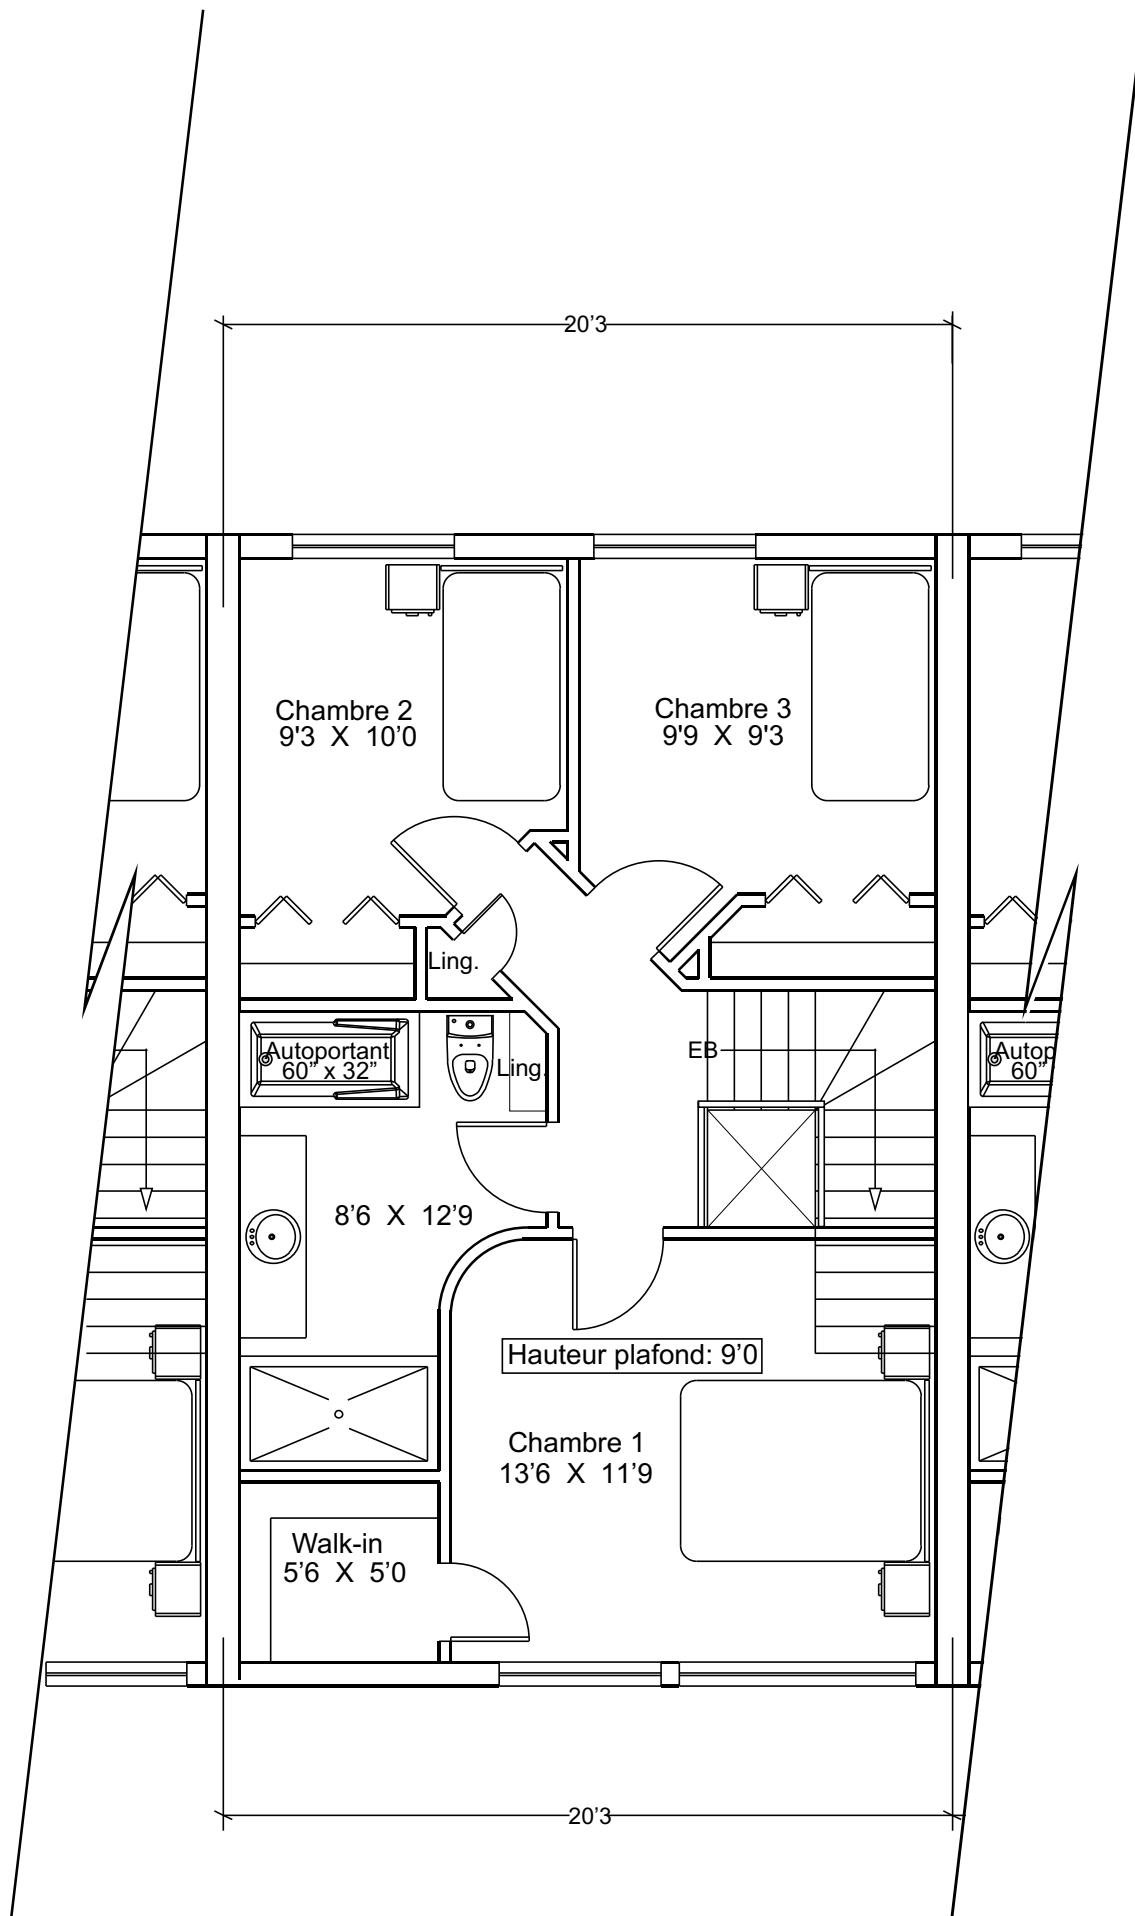 20'3
Chambre 2
9'3 X 10'0
Chambre 3
9'9 X 9'3
Ling.
Autoportant
60” x 32”
Ling.
EB
Autop
60”
8'6 X 12'9
Hauteur plafond: 9'0
Chambre 1
13'6 X 11'9
Walk-in
5'6 X 5'0
20'3